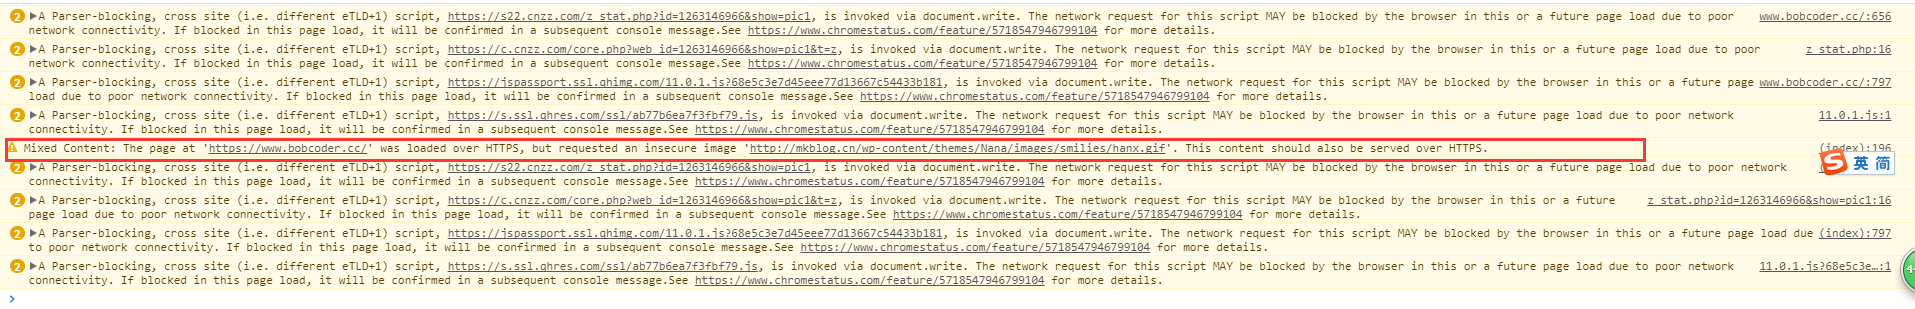 2 ▶A Parser-blocking, cross site (i.e. different eTLD+1) script, https://s22.cnzz.com/z_stat.php?id=1263146966&show=pic1, is invoked via document.write. The network request for this script MAY be blocked by the browser in this or a future page load due to poor www.bobcoder.cc/:656
network connectivity. If blocked in this page load, it will be confirmed in a subsequent console message.See https://www.chromestatus.com/feature/5718547946799104 for more details.
2 ▶A Parser-blocking, cross site (i.e. different eTLD+1) script, https://c.cnzz.com/core.php?web_id=1263146966&show=pic1&t=z, is invoked via document.write. The network request for this script MAY be blocked by the browser in this or a future page load due to poor z_stat.php:16
network connectivity. If blocked in this page load, it will be confirmed in a subsequent console message.See https://www.chromestatus.com/feature/5718547946799104 for more details.
2 ▶A Parser-blocking, cross site (i.e. different eTLD+1) script, https://jspassport.ssl.qhimg.com/11.0.1.js?68e5c3e7d45eee77d13667c54433b181, is invoked via document.write. The network request for this script MAY be blocked by the browser in this or a future page www.bobcoder.cc/:797
load due to poor network connectivity. If blocked in this page load, it will be confirmed in a subsequent console message.See https://www.chromestatus.com/feature/5718547946799104 for more details.
2 ▶A Parser-blocking, cross site (i.e. different eTLD+1) script, https://s.ssl.qhres.com/ssl/ab77b6ea7f3fbf79.js, is invoked via document.write. The network request for this script MAY be blocked by the browser in this or a future page load due to poor network 11.0.1.js:1
connectivity. If blocked in this page load, it will be confirmed in a subsequent console message.See https://www.chromestatus.com/feature/5718547946799104 for more details.
Mixed Content: The page at 'https://www.bobcoder.cc/' was loaded over HTTPS, but requested an insecure image 'http://mkblog.cn/wp-content/themes/Nana/images/smilies/hanx.gif'. This content should also be served over HTTPS. (index):196
2 ▶A Parser-blocking, cross site (i.e. different eTLD+1) script, https://s22.cnzz.com/z_stat.php?id=1263146966&show=pic1, is invoked via document.write. The network request for this script MAY be blocked by the browser in this or a future page load due to poor network
英 简
connectivity. If blocked in this page load, it will be confirmed in a subsequent console message.See https://www.chromestatus.com/feature/5718547946799104 for more details.
2 ▶A Parser-blocking, cross site (i.e. different eTLD+1) script, https://c.cnzz.com/core.php?web_id=1263146966&show=pic1&t=z, is invoked via document.write. The network request for this script MAY be blocked by the browser in this or a future z_stat.php?id=1263146966&show=pic1:16
page load due to poor network connectivity. If blocked in this page load, it will be confirmed in a subsequent console message.See https://www.chromestatus.com/feature/5718547946799104 for more details.
2 ▶A Parser-blocking, cross site (i.e. different eTLD+1) script, https://jspassport.ssl.qhimg.com/11.0.1.js?68e5c3e7d45eee77d13667c54433b181, is invoked via document.write. The network request for this script MAY be blocked by the browser in this or a future page load due (index):797
to poor network connectivity. If blocked in this page load, it will be confirmed in a subsequent console message.See https://www.chromestatus.com/feature/5718547946799104 for more details.
2 ▶A Parser-blocking, cross site (i.e. different eTLD+1) script, https://s.ssl.qhres.com/ssl/ab77b6ea7f3fbf79.js, is invoked via document.write. The network request for this script MAY be blocked by the browser in this or a future page load due to poor network 11.0.1.js?68e5c3e…:1
connectivity. If blocked in this page load, it will be confirmed in a subsequent console message.See https://www.chromestatus.com/feature/5718547946799104 for more details.